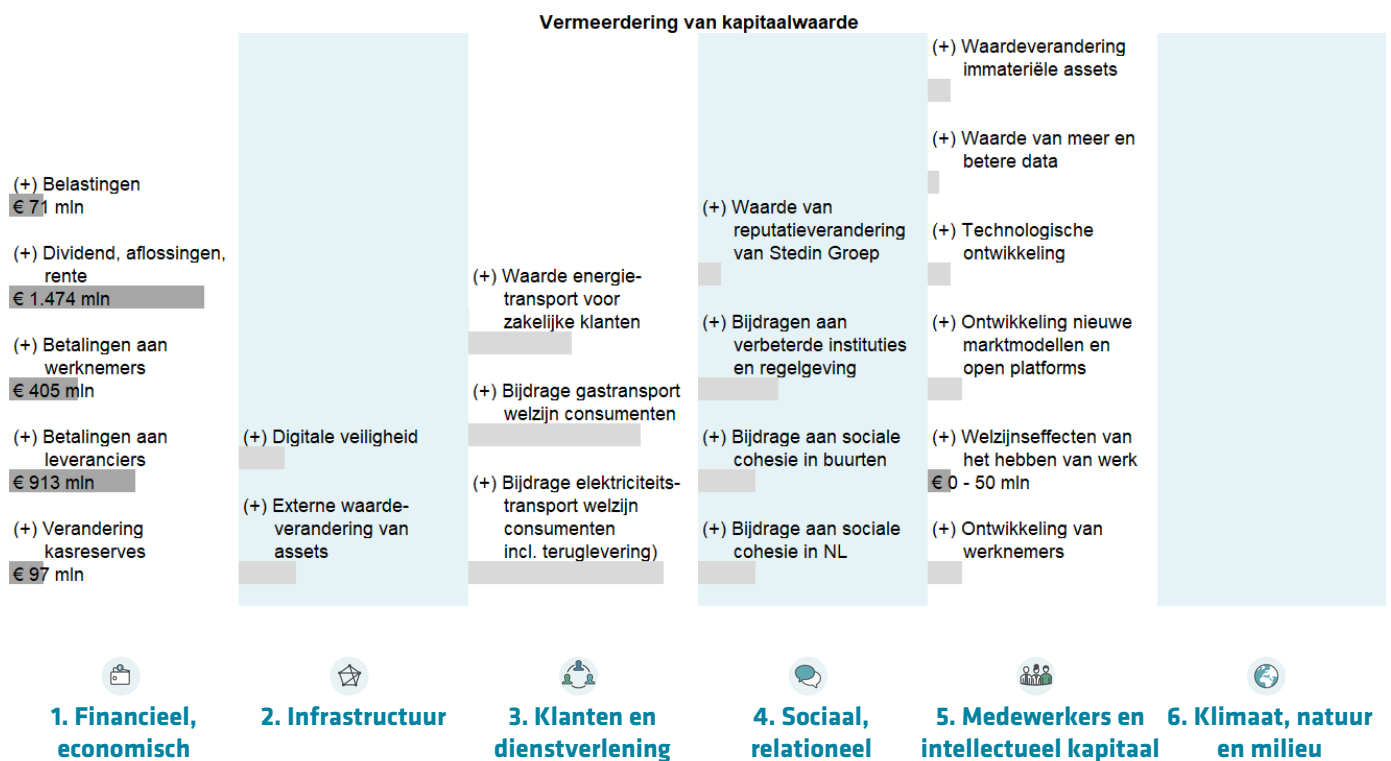 Vermeerdering van kapitaalwaarde
(+) Belastingen
€ 71 mln
(+) Dividend, aflossingen,
rente
€ 1.474 mln
(+) Betalingen aan
werknemers
€ 405 mln
(+) Betalingen aan
leveranciers
€ 913 mln
(+) Verandering
kasreserves
€ 97 mln
(+) Digitale veiligheid
(+) Externe waarde-
verandering van
assets
(+) Waarde energie-
transport voor
zakelijke klanten
(+) Bijdrage gastransport
welzijn consumenten
(+) Bijdrage elektriciteits-
transport welzijn
consumenten
incl. teruglevering)
(+) Waarde van
reputatieverandering
van Stedin Groep
(+) Bijdragen aan
verbeterde instituties
en regelgeving
(+) Bijdrage aan sociale
cohesie in buurten
(+) Bijdrage aan sociale
cohesie in NL
(+) Waardeverandering
immateriële assets
(+) Waarde van meer en
betere data
(+) Technologische
ontwikkeling
(+) Ontwikkeling nieuwe
marktmodellen en
open platforms
(+) Welzijnseffecten van
het hebben van werk
€ 0 - 50 mln
(+) Ontwikkeling van
werknemers
1. Financieel,
economisch
2. Infrastructuur
3. Klanten en
dienstverlening
4. Sociaal,
relationeel
5. Medewerkers en
intellectueel kapitaal
6. Klimaat, natuur
en milieu